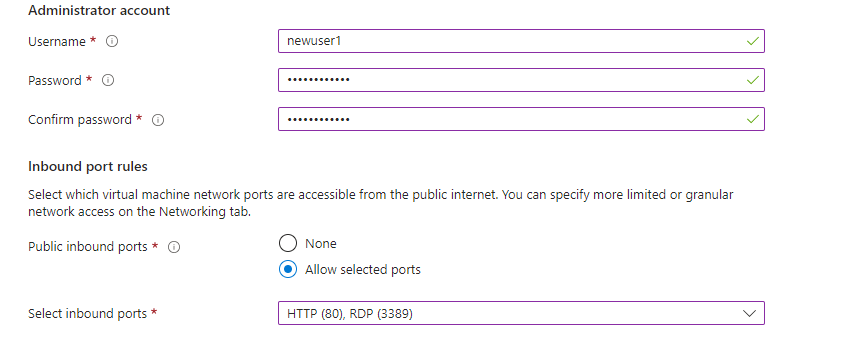 Administrator account
Username *
newuser1
Password *
••••••••••••
Confirm password *
••••••••••••
Inbound port rules
Select which virtual machine network ports are accessible from the public internet. You can specify more limited or granular
network access on the Networking tab.
Public inbound ports *
None
Allow selected ports
Select inbound ports *
HTTP (80), RDP (3389)